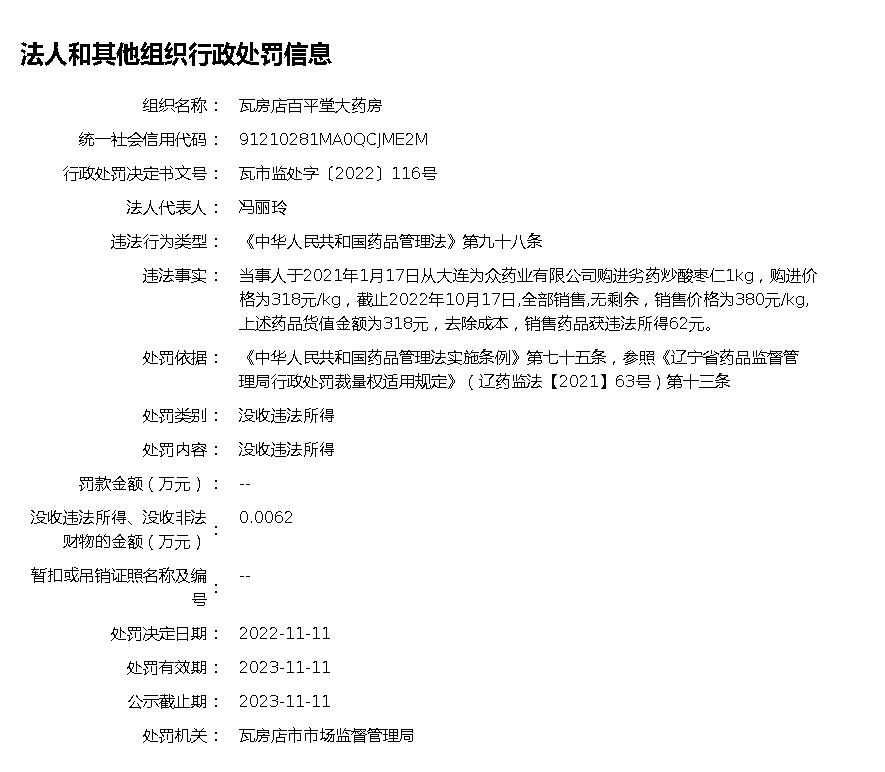 法人和其他组织行政处罚信息
组织名称： 瓦房店百平堂大药房
统一社会信用代码： 91210281MA0QCJME2M
行政处罚决定书文号： 瓦市监处字〔2022〕116号
法人代表人： 冯丽玲
违法行为类型： 《中华人民共和国药品管理法》第九十八条
违法事实： 当事人于2021年1月17日从大连为众药业有限公司购进劣药炒酸枣仁1kg，购进价
格为318元/kg，截止2022年10月17日,全部销售,无剩余，销售价格为380元/kg,
上述药品货值金额为318元，去除成本，销售药品获违法所得62元。
处罚依据： 《中华人民共和国药品管理法实施条例》第七十五条，参照《辽宁省药品监督管
理局行政处罚裁量权适用规定》（辽药监法【2021】63号）第十三条
处罚类别： 没收违法所得
处罚内容： 没收违法所得
罚款金额（万元）： --
没收违法所得、没收非法
财物的金额（万元）： 0.0062
暂扣或吊销证照名称及编
号： --
处罚决定日期： 2022-11-11
处罚有效期： 2023-11-11
公示截止期： 2023-11-11
处罚机关： 瓦房店市市场监督管理局